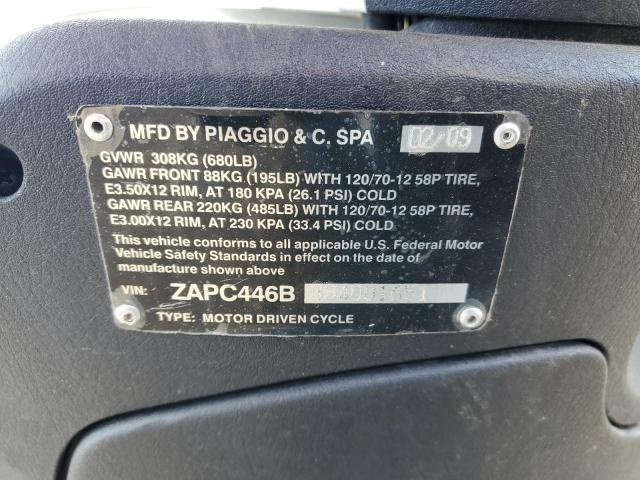 MFD BY PIAGGIO & C. SPA 02/09
GVWR 308KG (680LB)
GAWR FRONT 88KG (195LB) WITH 120/70-12 58P TIRE,
E3.50X12 RIM, AT 180 KPA (26.1 PSI) COLD
GAWR REAR 220KG (485LB) WITH 120/70-12 58P TIRE,
E3.00X12 RIM, AT 230 KPA (33.4 PSI) COLD
This vehicle conforms to all applicable U.S. Federal Motor
Vehicle Safety Standards in effect on the date of
manufacture shown above
VIN: ZAPC446B
TYPE: MOTOR DRIVEN CYCLE